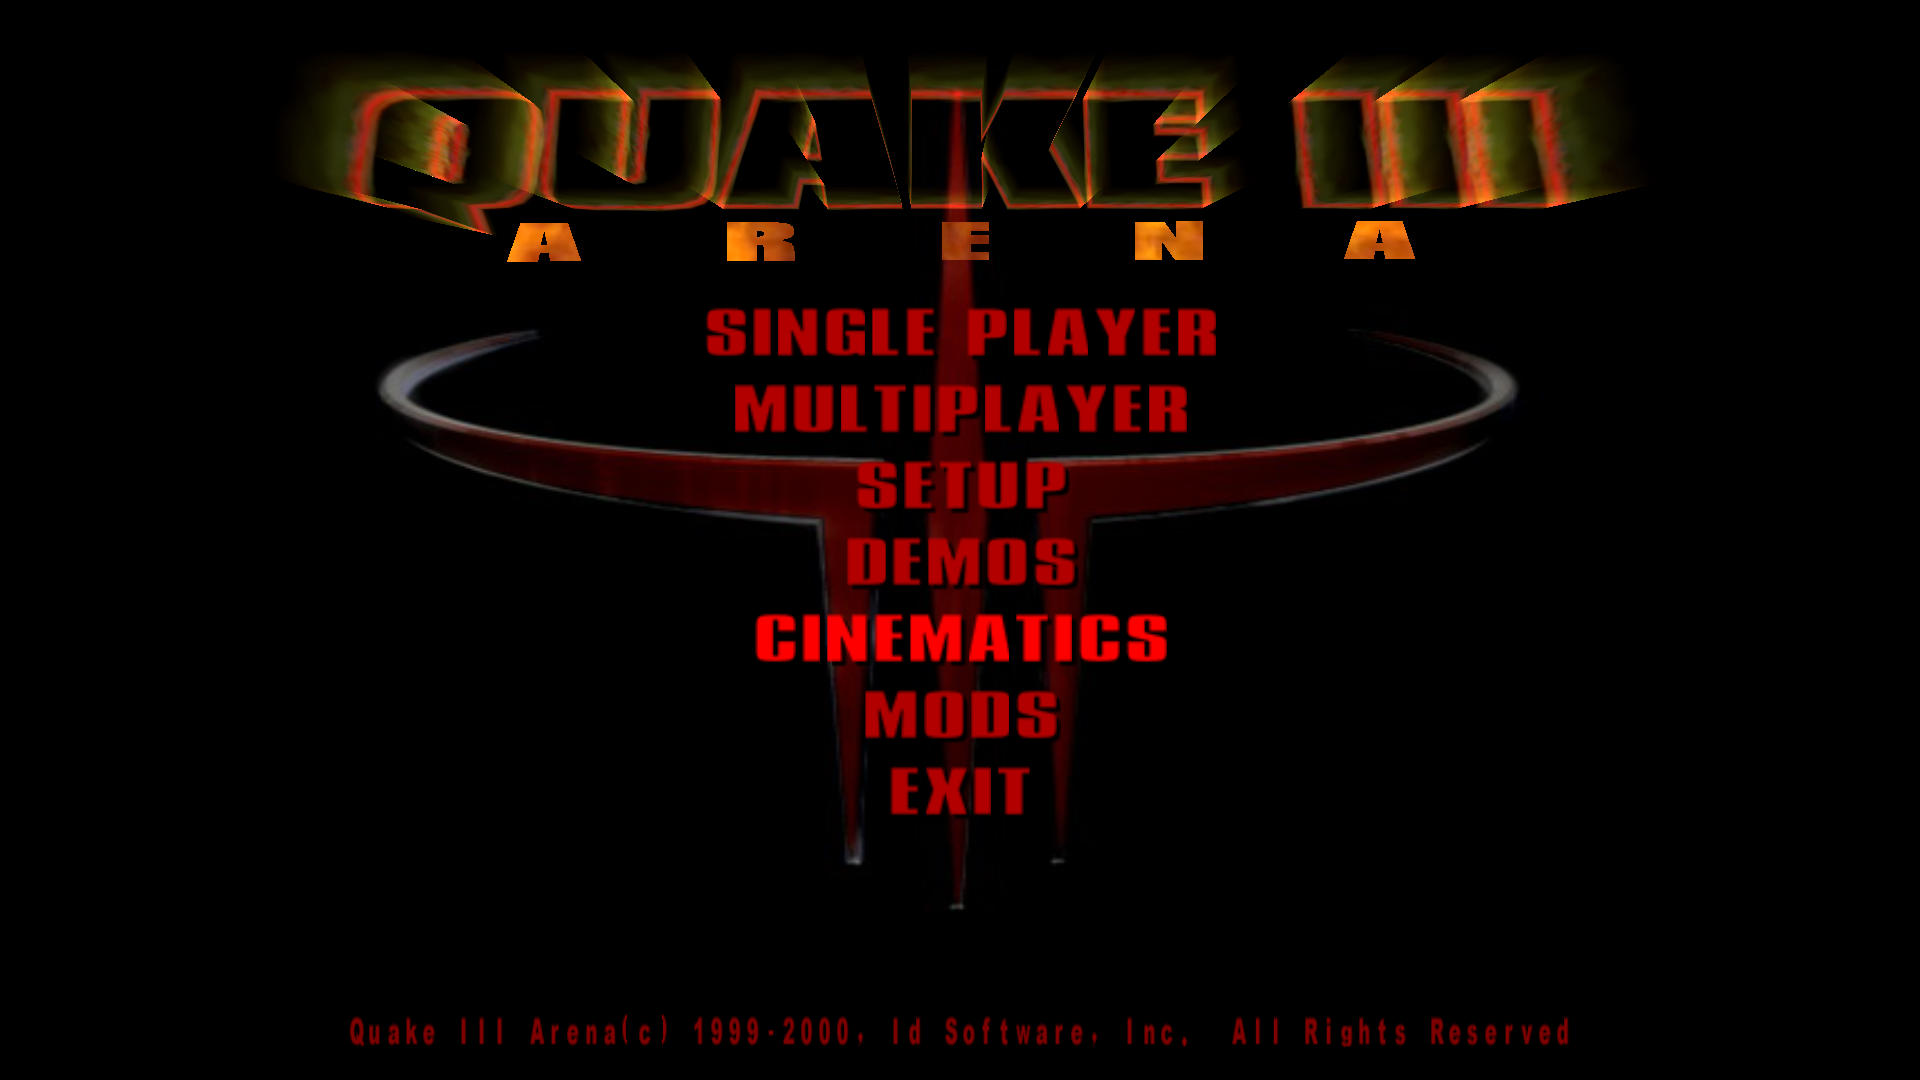 QUAKE III
ARENA
SINGLE PLAYER
MULTIPLAYER
SETUP
DEMOS
CINEMATICS
MODS
EXIT
Quake III Arena(c) 1999-2000, Id Software, Inc.  All Rights Reserved